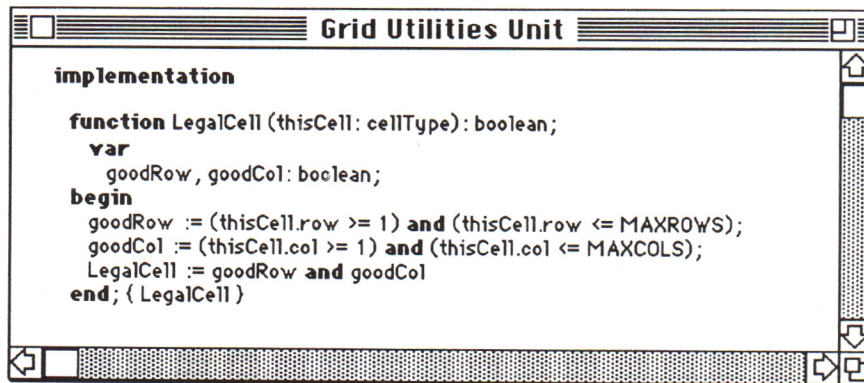 Grid Utilities Unit
implementation
function LegalCell (thisCell: cellType): boolean;
var
goodRow, goodCol: boolean;
begin
goodRow := (thisCell.row >= 1) and (thisCell.row <= MAXROWS);
goodCol := (thisCell.col >= 1) and (thisCell.col <= MAXCOLS);
LegalCell := goodRow and goodCol
end; { LegalCell }